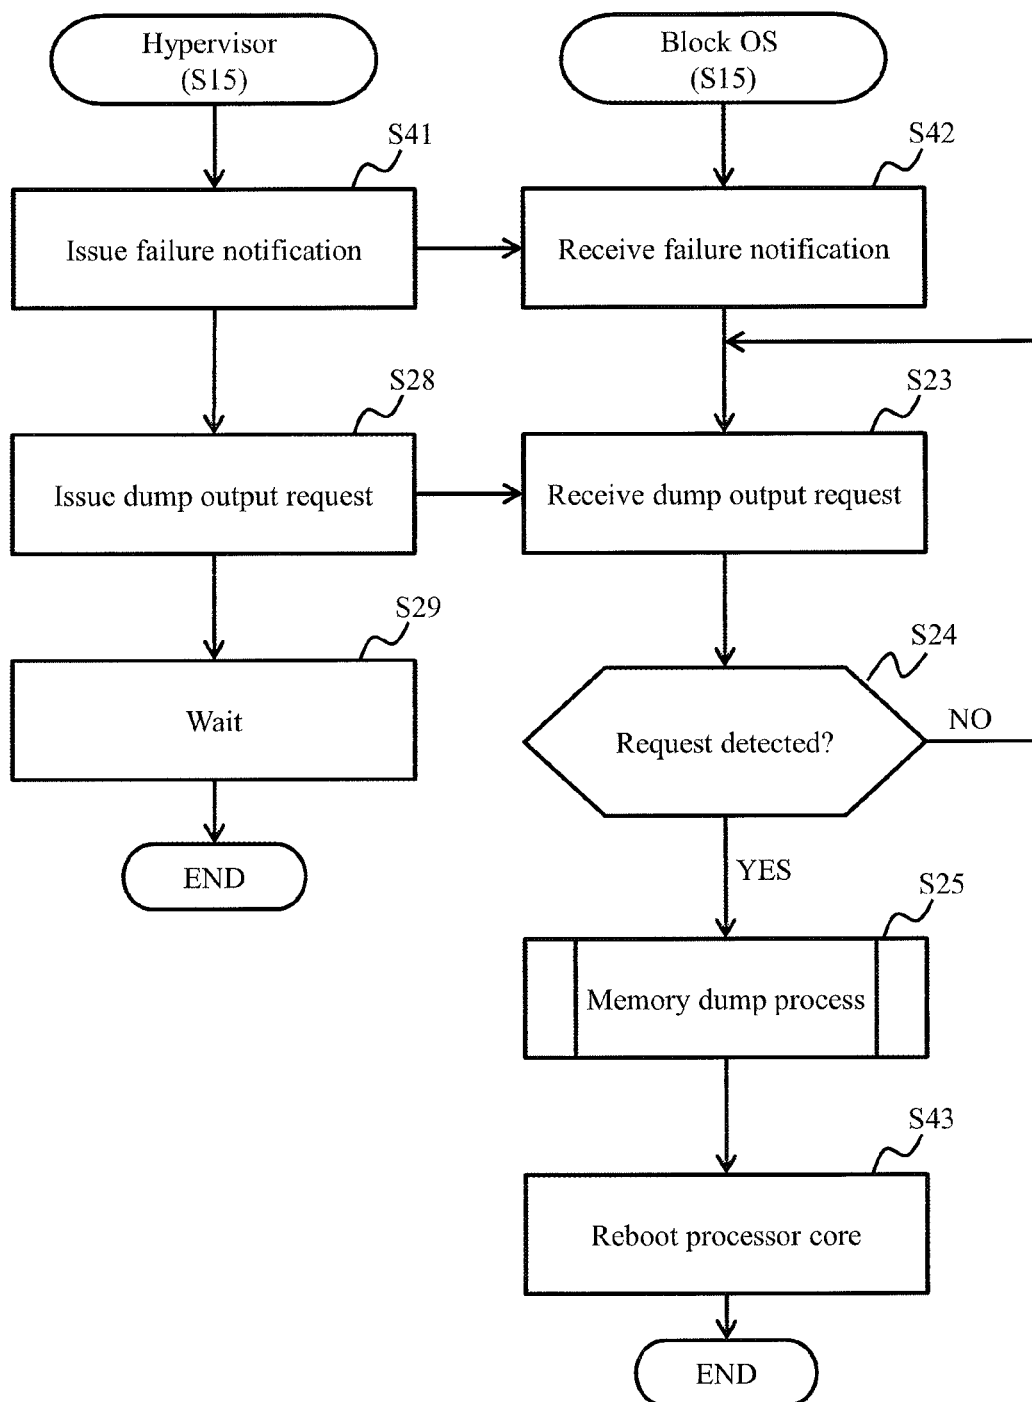 Hypervisor
(S15)
Block OS
(S15)
S41
S42
Issue failure notification
Receive failure notification
S28
S23
Issue dump output request
Receive dump output request
S29
S24
Wait
Request detected?
NO
END
YES
S25
Memory dump process
S43
Reboot processor core
END